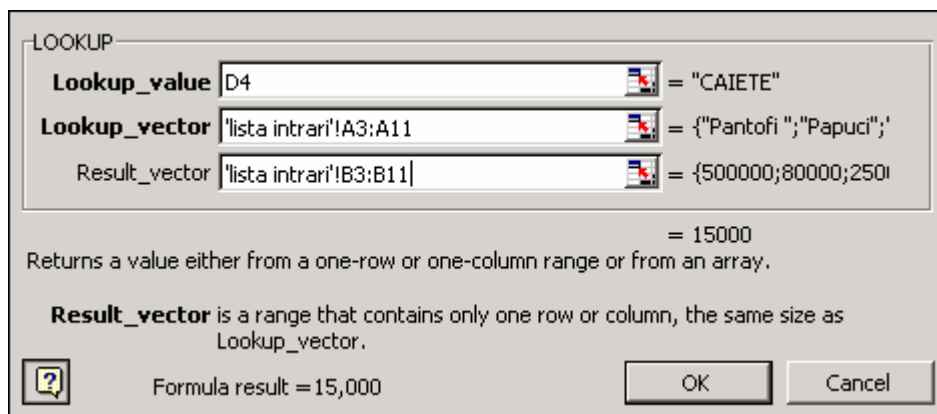 LOOKUP
Lookup_value D4 = "CAIETE"
Lookup_vector 'lista intrari'!A3:A11 = {"Pantofi ";"Papuci";'
Result_vector 'lista intrari'!B3:B11 = {500000;80000;250
= 15000
Returns a value either from a one-row or one-column range or from an array.
Result_vector is a range that contains only one row or column, the same size as
Lookup_vector.
Formula result =15,000
OK
Cancel